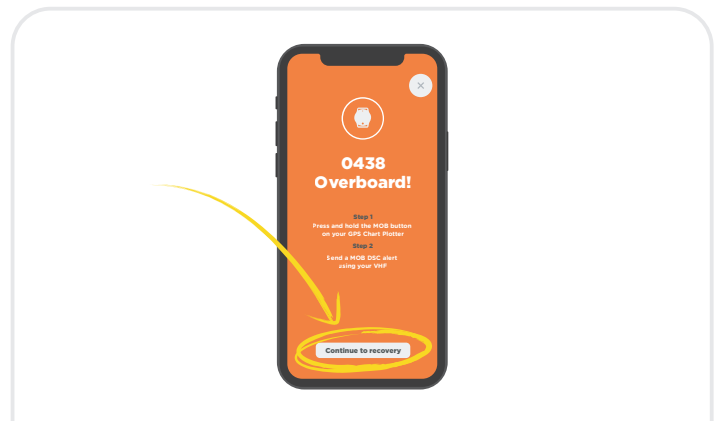 0438
Overboard!
Step 1
Press and hold the MOB button
on your GPS Chart Plotter
Step 2
Send a MOB DSC alert
using your VHF
Continue to recovery